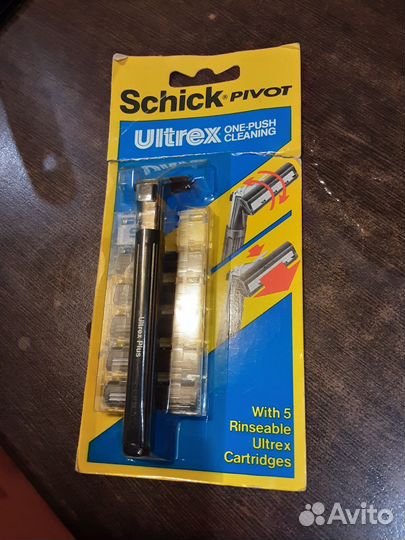 Schick® PIVOT
Ultrex ONE-PUSH
CLEANING
Ultrex Plus
With 5
Rinseable
Ultrex
Cartridges
Avito